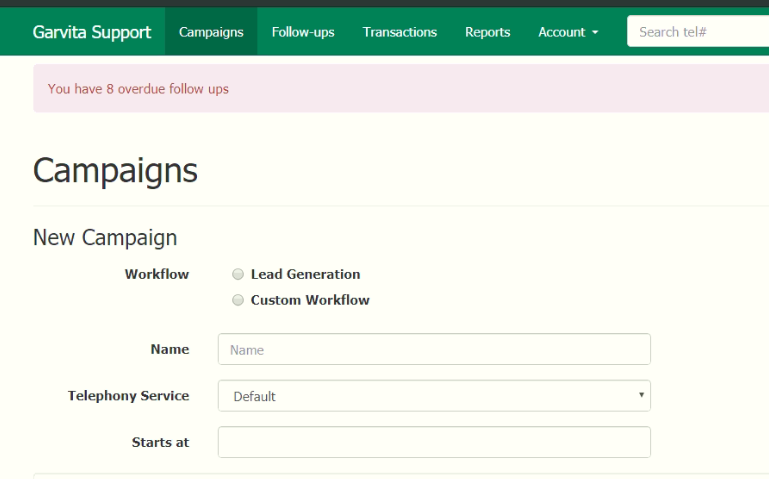 Garvita Support Campaigns Follow-ups Transactions Reports Account Search tel#
You have 8 overdue follow ups
Campaigns
New Campaign
Workflow Lead Generation
Custom Workflow
Name Name
Telephony Service Default
Starts at